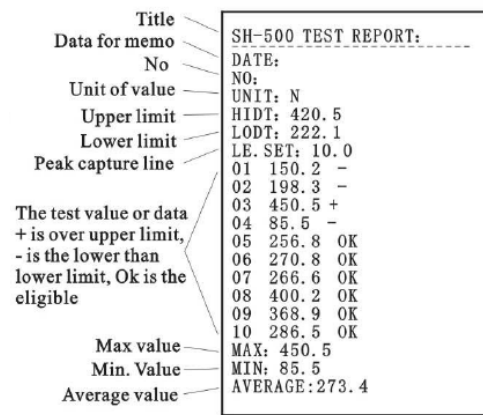 Title
Data for memo
No
Unit of value
Upper limit
Lower limit
Peak capture line
The test value or data
+ is over upper limit,
- is the lower than
lower limit, Ok is the
eligible
Max value
Min. Value
Average value
SH-500 TEST REPORT:
DATE:
NO:
UNIT: N
HIDT: 420.5
LODT: 222.1
LE.SET: 10.0
01 150.2 -
02 198.3 -
03 450.5 +
04 85.5 -
05 256.8 OK
06 270.8 OK
07 266.6 OK
08 400.2 OK
09 368.9 OK
10 286.5 OK
MAX: 450.5
MIN: 85.5
AVERAGE:273.4